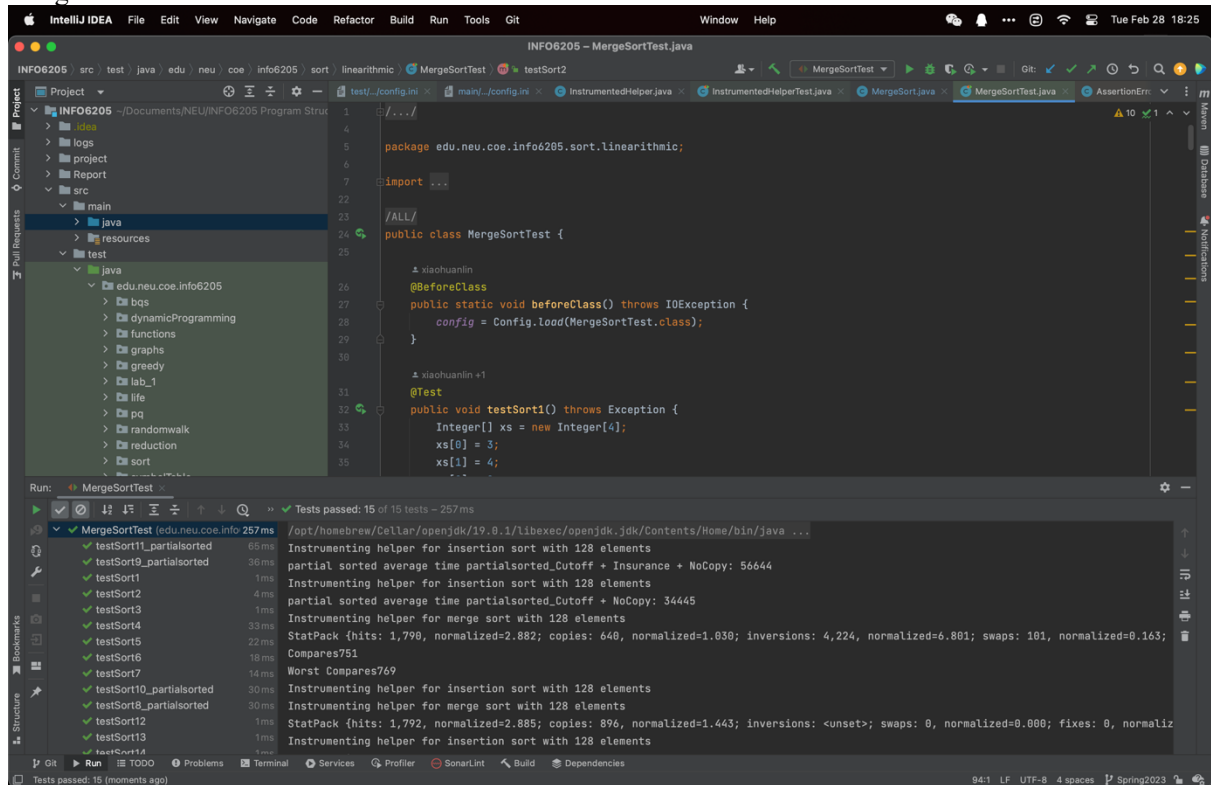 IntelliJ IDEA File Edit View Navigate Code Refactor Build Run Tools Git Window Help Tue Feb 28 18:25
INFO6205 – MergeSortTest.java
INFO6205 src test java edu neu coe info6205 sort linearithmic MergeSortTest testSort2 MergeSortTest Git:
Project test/.../config.ini main/.../config.ini InstrumentedHelper.java InstrumentedHelperTest.java MergeSort.java MergeSortTest.java AssertionErr
INFO6205 ~/Documents/NEU/INFO6205 Program Struc
.idea
logs
project
Report
src
main
java
resources
test
java
edu.neu.coe.info6205
bqs
dynamicProgramming
functions
graphs
greedy
lab_1
life
pq
randomwalk
reduction
sort
10 1
1 /.../
4
5 package edu.neu.coe.info6205.sort.linearithmic;
6
7 import ...
22
23 /ALL/
24 public class MergeSortTest {
25
xiaohuanlin
26 @BeforeClass
27 public static void beforeClass() throws IOException {
28 config = Config.load(MergeSortTest.class);
29 }
30
xiaohuanlin +1
31 @Test
32 public void testSort1() throws Exception {
33 Integer[] xs = new Integer[4];
34 xs[0] = 3;
35 xs[1] = 4;
Project
Commit
Pull Requests
Bookmarks
Structure
Maven
Database
Notifications
Run: MergeSortTest
Tests passed: 15 of 15 tests – 257 ms
MergeSortTest (edu.neu.coe.info 257 ms
testSort11_partialsorted 65 ms
testSort9_partialsorted 36 ms
testSort1 1 ms
testSort2 4 ms
testSort3 1 ms
testSort4 33 ms
testSort5 22 ms
testSort6 18 ms
testSort7 14 ms
testSort10_partialsorted 30 ms
testSort8_partialsorted 30 ms
testSort12 1 ms
testSort13 1 ms
testSort14 1 ms
/opt/homebrew/Cellar/openjdk/19.0.1/libexec/openjdk.jdk/Contents/Home/bin/java ...
Instrumenting helper for insertion sort with 128 elements
partial sorted average time partialsorted_Cutoff + Insurance + NoCopy: 56644
Instrumenting helper for insertion sort with 128 elements
partial sorted average time partialsorted_Cutoff + NoCopy: 34445
Instrumenting helper for merge sort with 128 elements
StatPack {hits: 1,790, normalized=2.882; copies: 640, normalized=1.030; inversions: 4,224, normalized=6.801; swaps: 101, normalized=0.163;
Compares751
Worst Compares769
Instrumenting helper for insertion sort with 128 elements
Instrumenting helper for merge sort with 128 elements
StatPack {hits: 1,792, normalized=2.885; copies: 896, normalized=1.443; inversions: <unset>; swaps: 0, normalized=0.000; fixes: 0, normaliz
Instrumenting helper for insertion sort with 128 elements
Git Run TODO Problems Terminal Services Profiler SonarLint Build Dependencies
Tests passed: 15 (moments ago) 94:1 LF UTF-8 4 spaces Spring2023